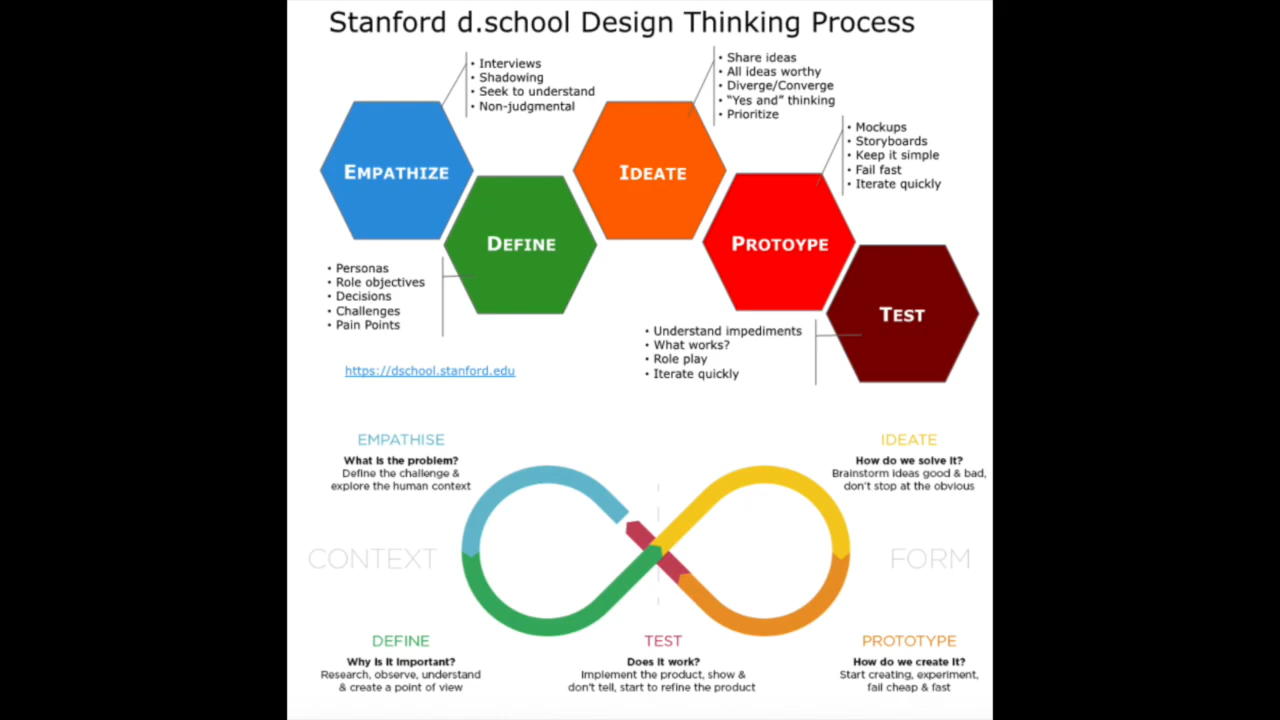 Stanford d.school Design Thinking Process
• Interviews
• Shadowing
• Seek to understand
• Non-judgmental
• Share ideas
• All ideas worthy
• Diverge/Converge
• “Yes and” thinking
• Prioritize
• Mockups
• Storyboards
• Keep it simple
• Fail fast
• Iterate quickly
EMPATHIZE
DEFINE
IDEATE
PROTOYPE
TEST
• Personas
• Role objectives
• Decisions
• Challenges
• Pain Points
• Understand impediments
• What works?
• Role play
• Iterate quickly
https://dschool.stanford.edu
EMPATHISE
What is the problem?
Define the challenge &
explore the human context
IDEATE
How do we solve it?
Brainstorm ideas good & bad,
don't stop at the obvious
CONTEXT
FORM
DEFINE
Why is it important?
Research, observe, understand
& create a point of view
TEST
Does it work?
Implement the product, show &
don't tell, start to refine the product
PROTOTYPE
How do we create it?
Start creating, experiment,
fail cheap & fast